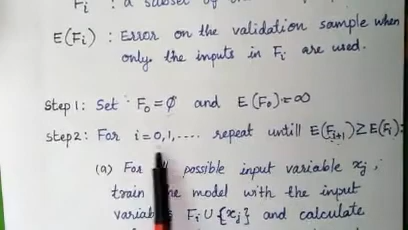 Fi : a subset of
E(Fi) : Error on the validation sample when
only the inputs in Fi are used.
Step 1: Set F0 = ∅ and E(F0) = ∞
Step 2: For i = 0,1,.... repeat untill E(Fi+1) ≥ E(Fi):
(a) For possible input variable xj,
train the model with the input
variable Fi ∪ {xj} and calculate